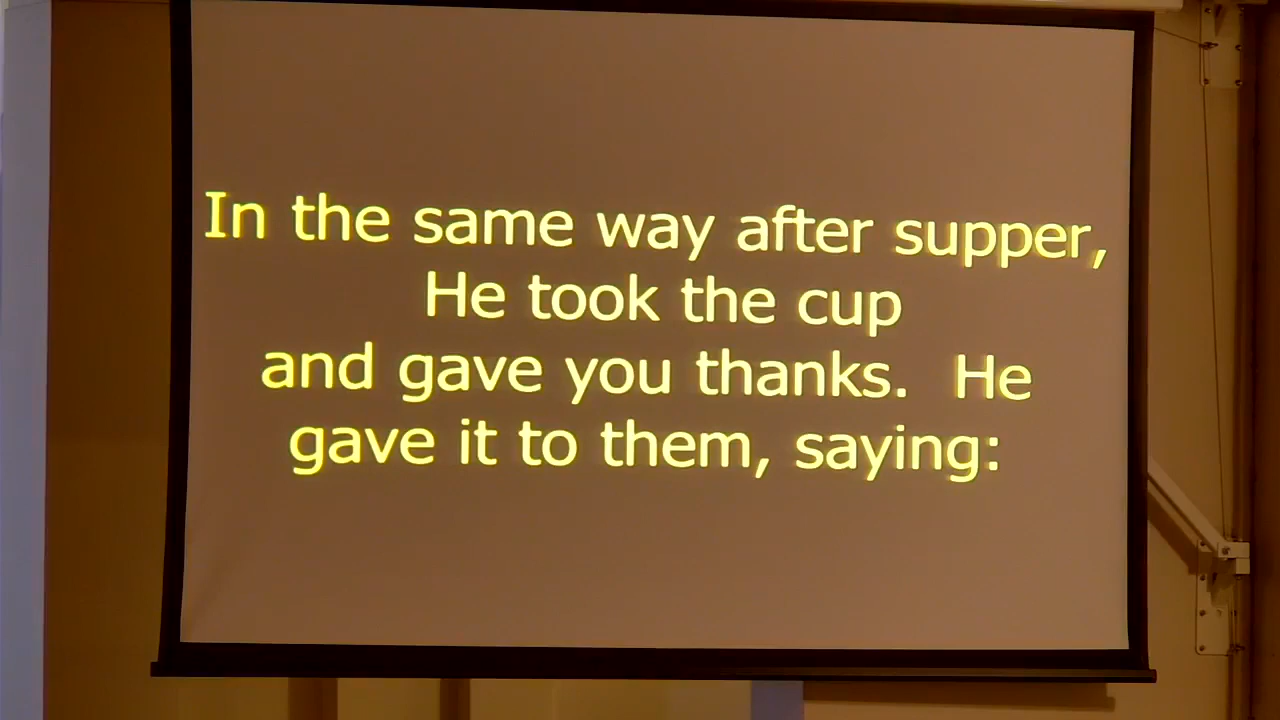 In the same way after supper,
He took the cup
and gave you thanks.  He
gave it to them, saying: